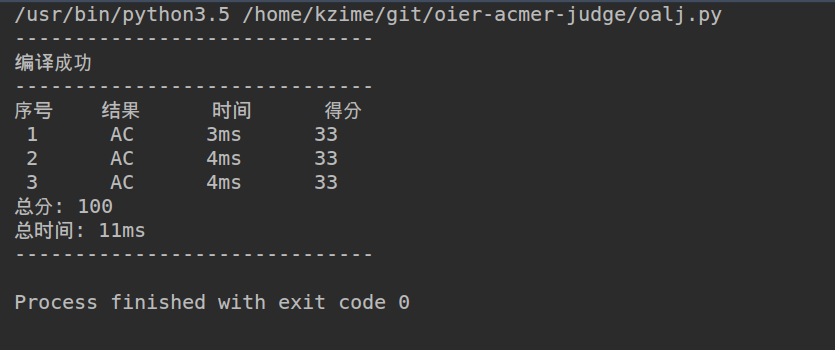 /usr/bin/python3.5 /home/kzime/git/oier-acmer-judge/oalj.py
------------------------------
编译成功
------------------------------
序号    结果      时间      得分
 1      AC      3ms      33
 2      AC      4ms      33
 3      AC      4ms      33
总分: 100
总时间: 11ms
------------------------------
Process finished with exit code 0